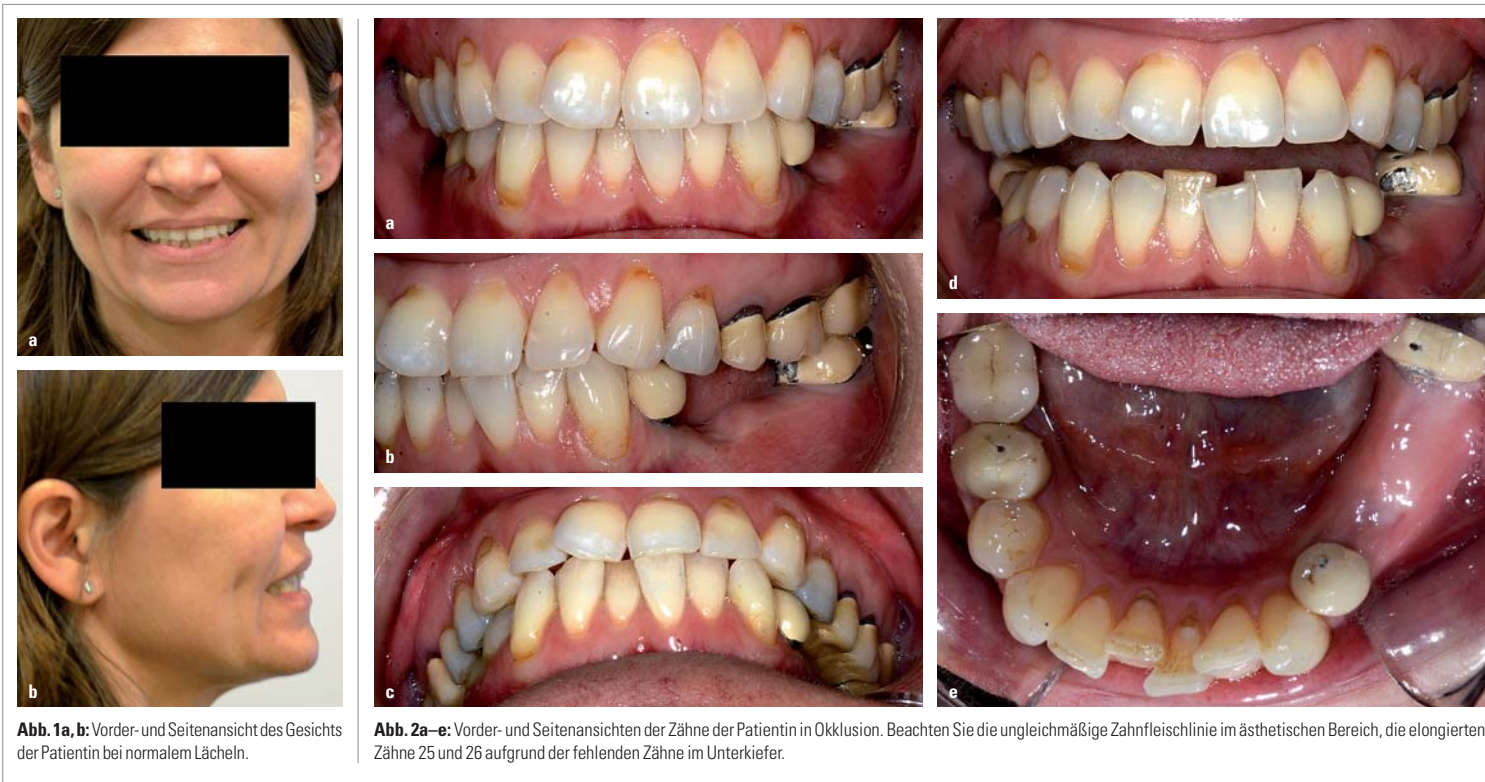 a
b
Abb. 1a, b: Vorder- und Seitenansicht des Gesichts
der Patientin bei normalem Lächeln.
a
b
c
d
e
Abb. 2a–e: Vorder- und Seitenansichten der Zähne der Patientin in Okklusion. Beachten Sie die ungleichmäßige Zahnfleischlinie im ästhetischen Bereich, die elongierten
Zähne 25 und 26 aufgrund der fehlenden Zähne im Unterkiefer.